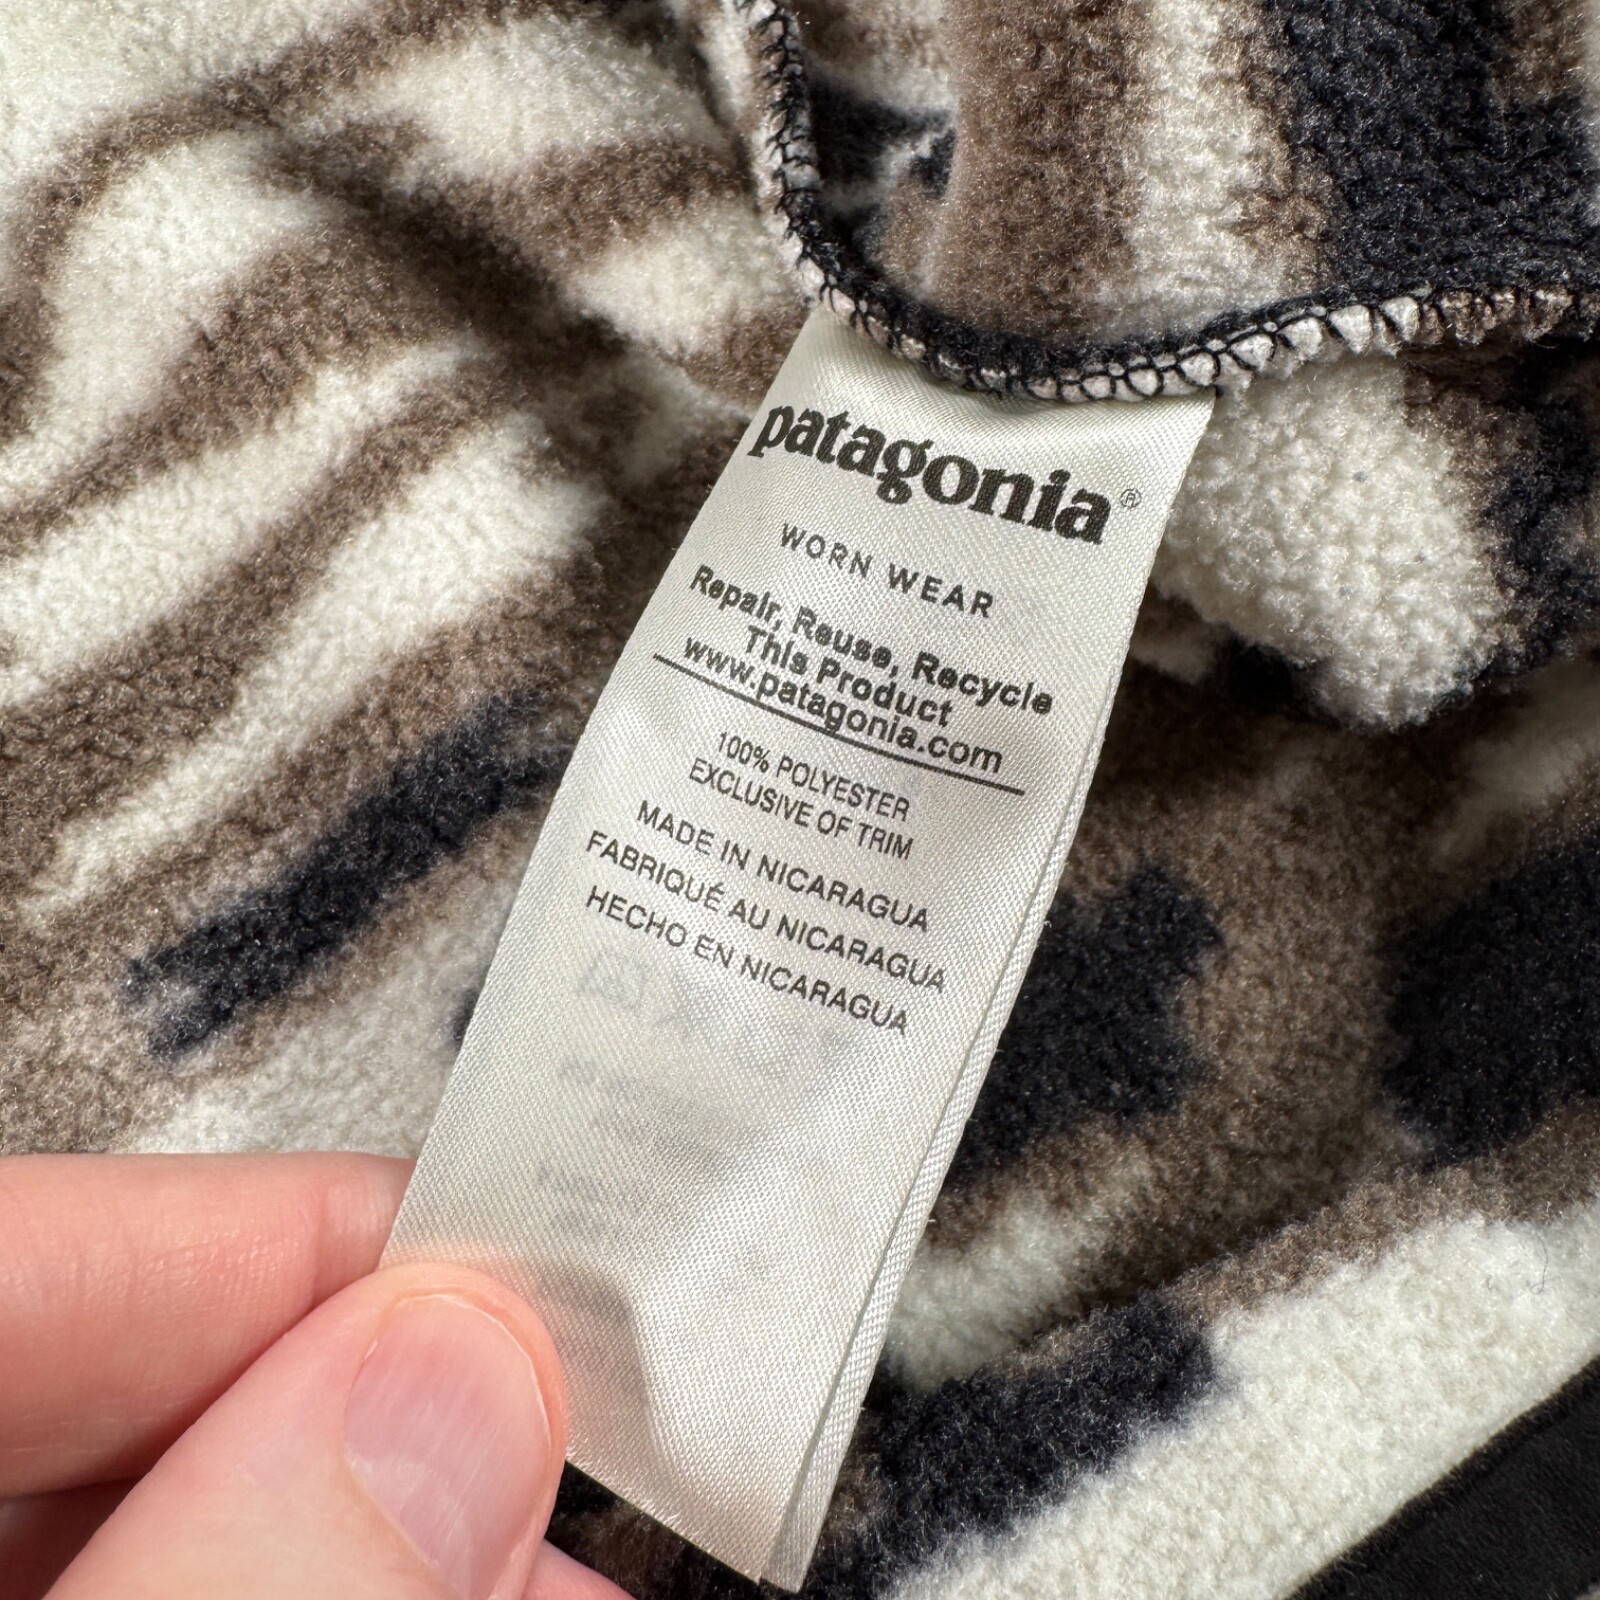 patagonia®
WORN WEAR
Repair, Reuse, Recycle
This Product
www.patagonia.com
100% POLYESTER
EXCLUSIVE OF TRIM
MADE IN NICARAGUA
FABRIQUÉ AU NICARAGUA
HECHO EN NICARAGUA